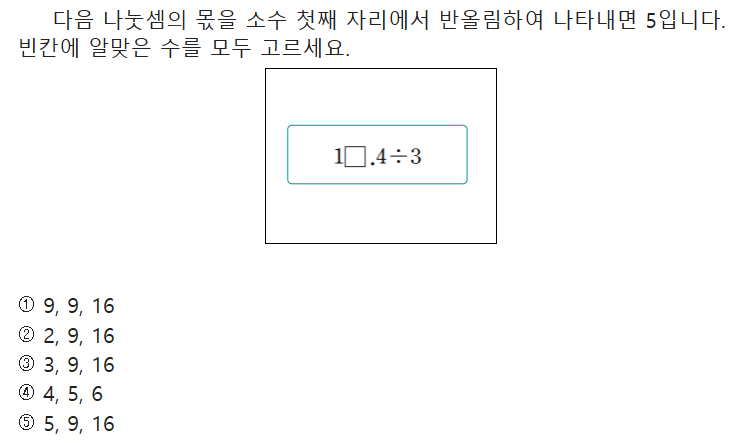 다음 나눗셈의 몫을 소수 첫째 자리에서 반올림하여 나타내면 5입니다.
빈칸에 알맞은 수를 모두 고르세요.
1□.4÷3
① 9, 9, 16
② 2, 9, 16
③ 3, 9, 16
④ 4, 5, 6
⑤ 5, 9, 16